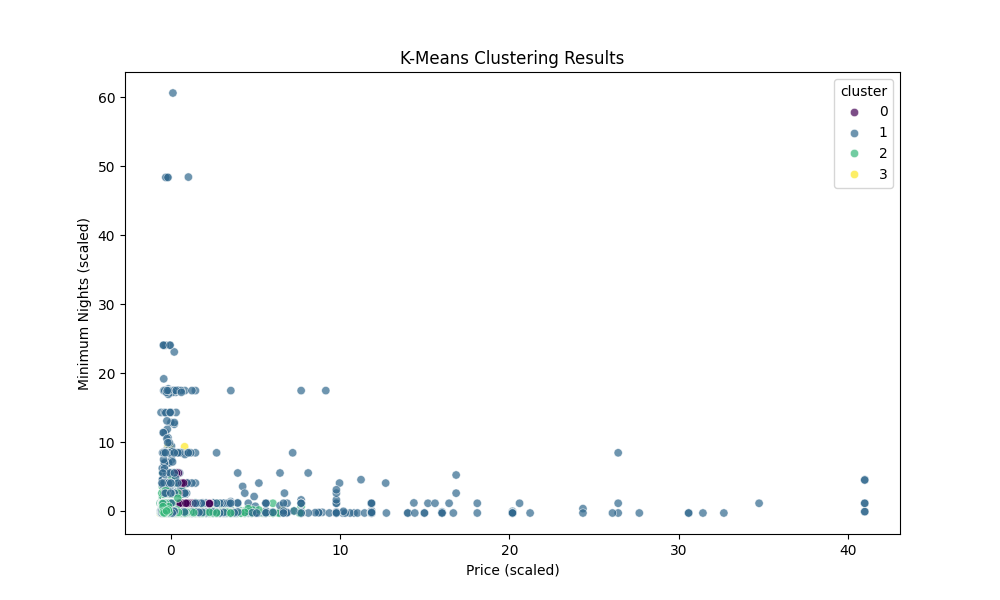 K-Means Clustering Results
cluster
0
1
2
3
60
50
40
30
20
10
0
Minimum Nights (scaled)
0 10 20 30 40
Price (scaled)